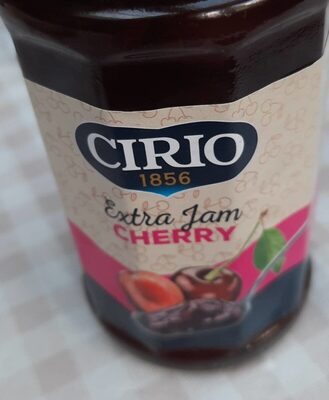 CIRIO
1856
Extra Jam
CHERRY